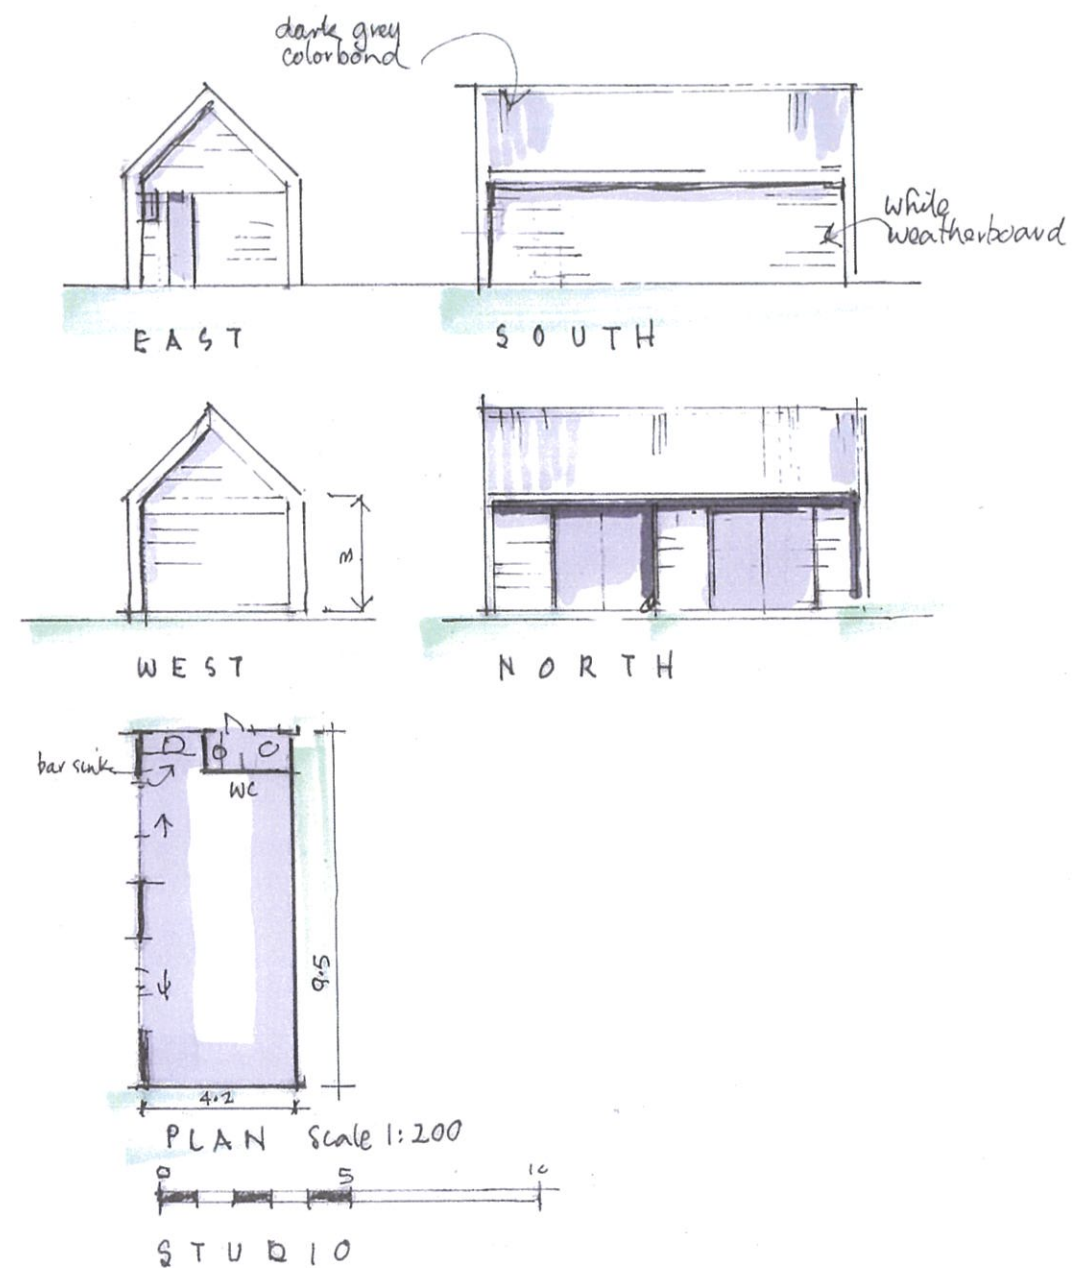 dark grey
colorbond
white
weatherboard
EAST
SOUTH
3
WEST
NORTH
bar sink
WC
9.5
4.2
PLAN Scale 1:200
0 5 10
STUDIO